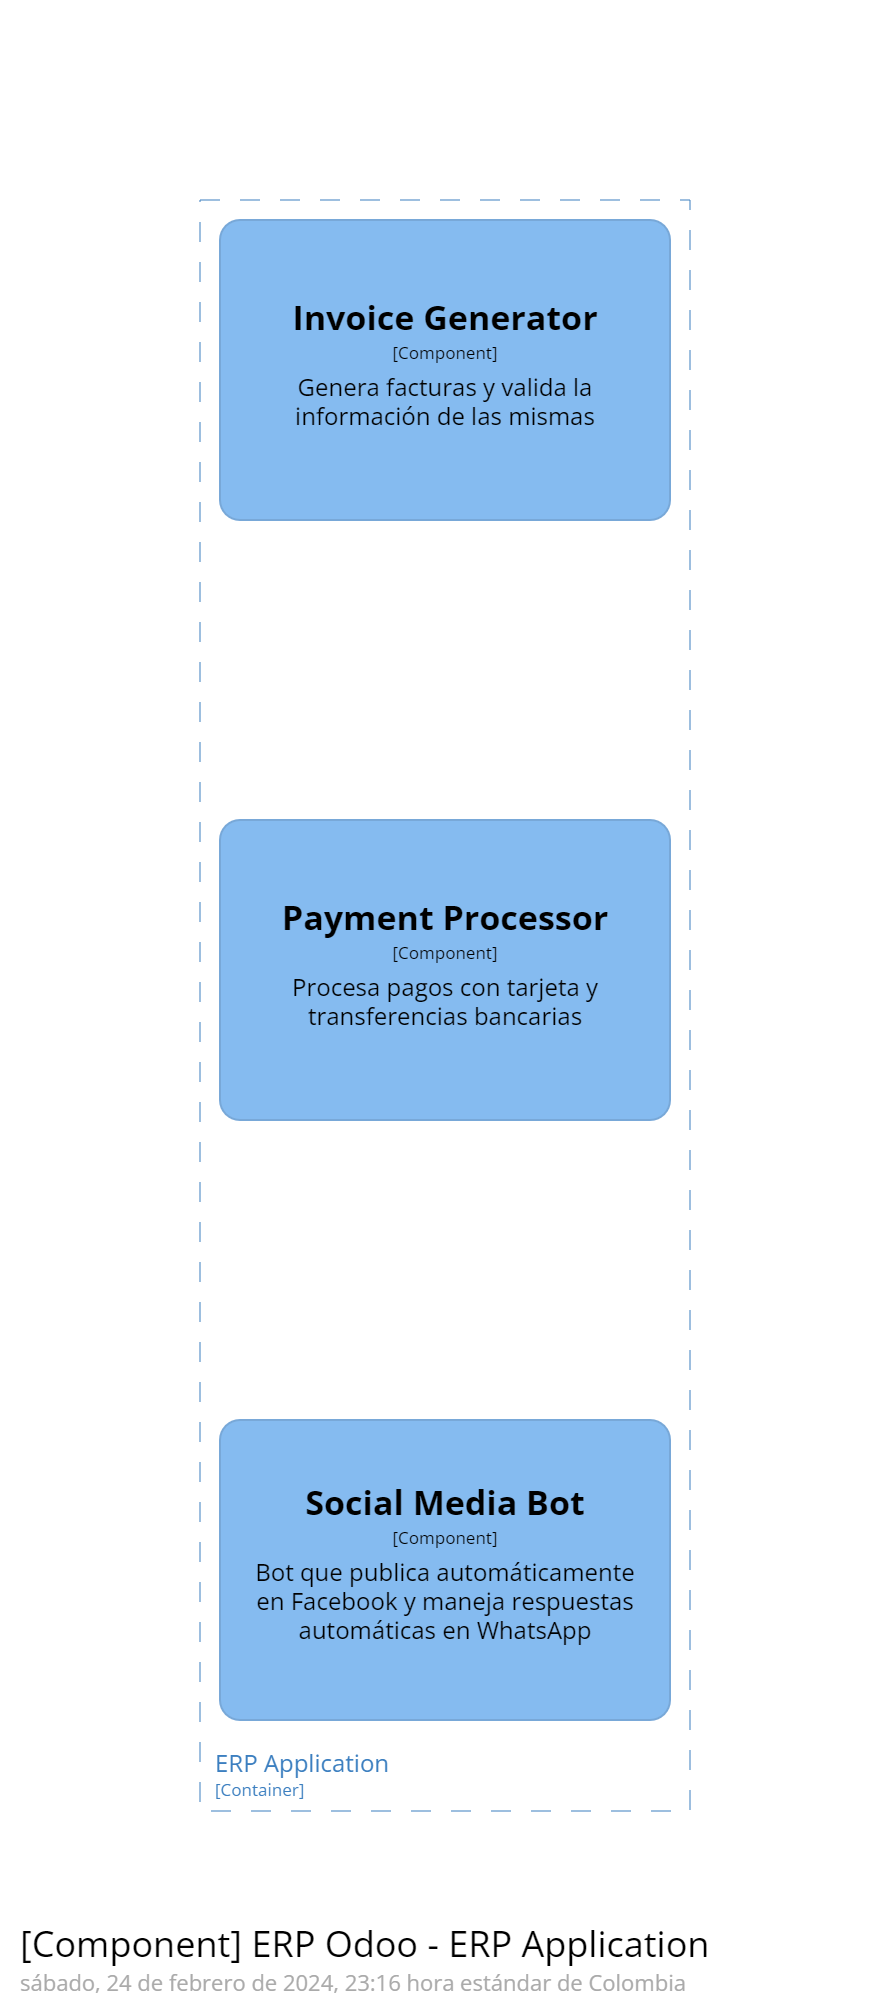 Invoice Generator
[Component]
Genera facturas y valida la
información de las mismas
Payment Processor
[Component]
Procesa pagos con tarjeta y
transferencias bancarias
Social Media Bot
[Component]
Bot que publica automáticamente
en Facebook y maneja respuestas
automáticas en WhatsApp
ERP Application
[Container]
[Component] ERP Odoo - ERP Application
sábado, 24 de febrero de 2024, 23:16 hora estándar de Colombia